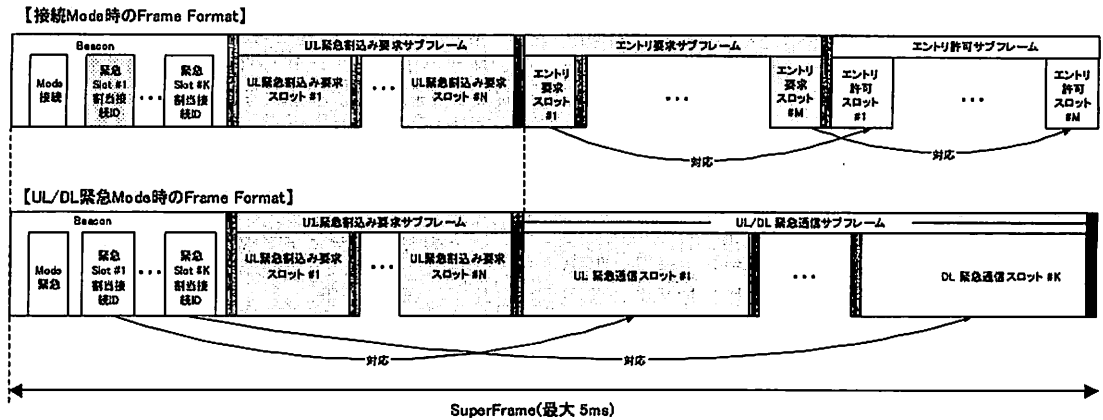 【接続Mode時のFrame Format】
Beacon
UL緊急割込み要求サブフレーム
エントリ要求サブフレーム
エントリ許可サブフレーム
Mode
接続
緊急
Slot #1
割当接
続ID
...
緊急
Slot #K
割当接
続ID
UL緊急割込み要求
スロット #1
...
UL緊急割込み要求
スロット #N
エントリ
要求
スロット
#1
...
エントリ
要求
スロット
#M
エントリ
許可
スロット
#1
...
エントリ
許可
スロット
#M
対応
対応
【UL/DL緊急Mode時のFrame Format】
Beacon
UL緊急割込み要求サブフレーム
UL/DL 緊急通信サブフレーム
Mode
緊急
緊急
Slot #1
割当接
続ID
...
緊急
Slot #K
割当接
続ID
UL緊急割込み要求
スロット #1
...
UL緊急割込み要求
スロット #N
UL 緊急通信スロット #1
...
DL 緊急通信スロット #K
対応
対応
SuperFrame(最大 5ms)